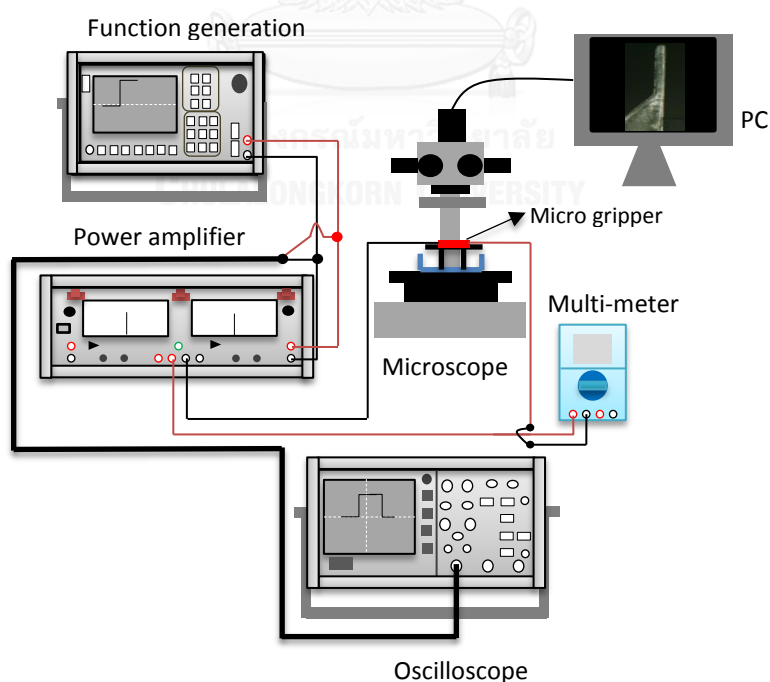 Function generation
PC
Micro gripper
Power amplifier
Multi-meter
Microscope
Oscilloscope